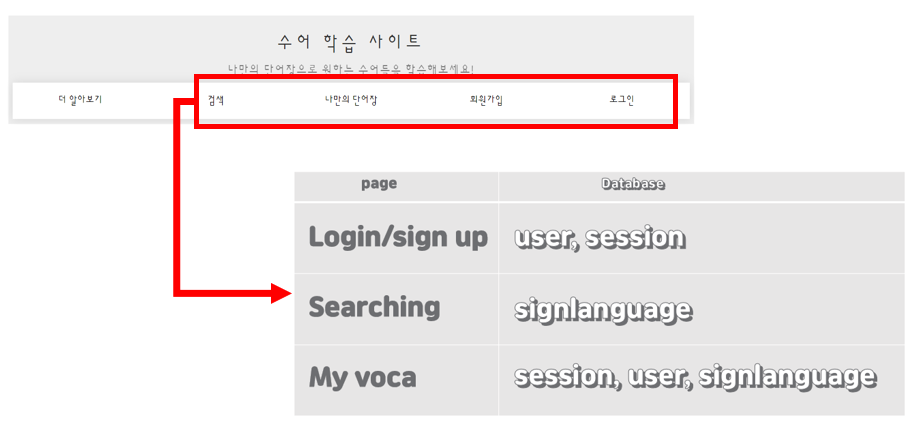 수어 학습 사이트
나만의 단어장으로 원하는 수어등을 학습해보세요!
더 알아보기 검색 나만의 단어장 회원가입 로그인
page Database
Login/sign up user, session
Searching signlanguage
My voca session, user, signlanguage